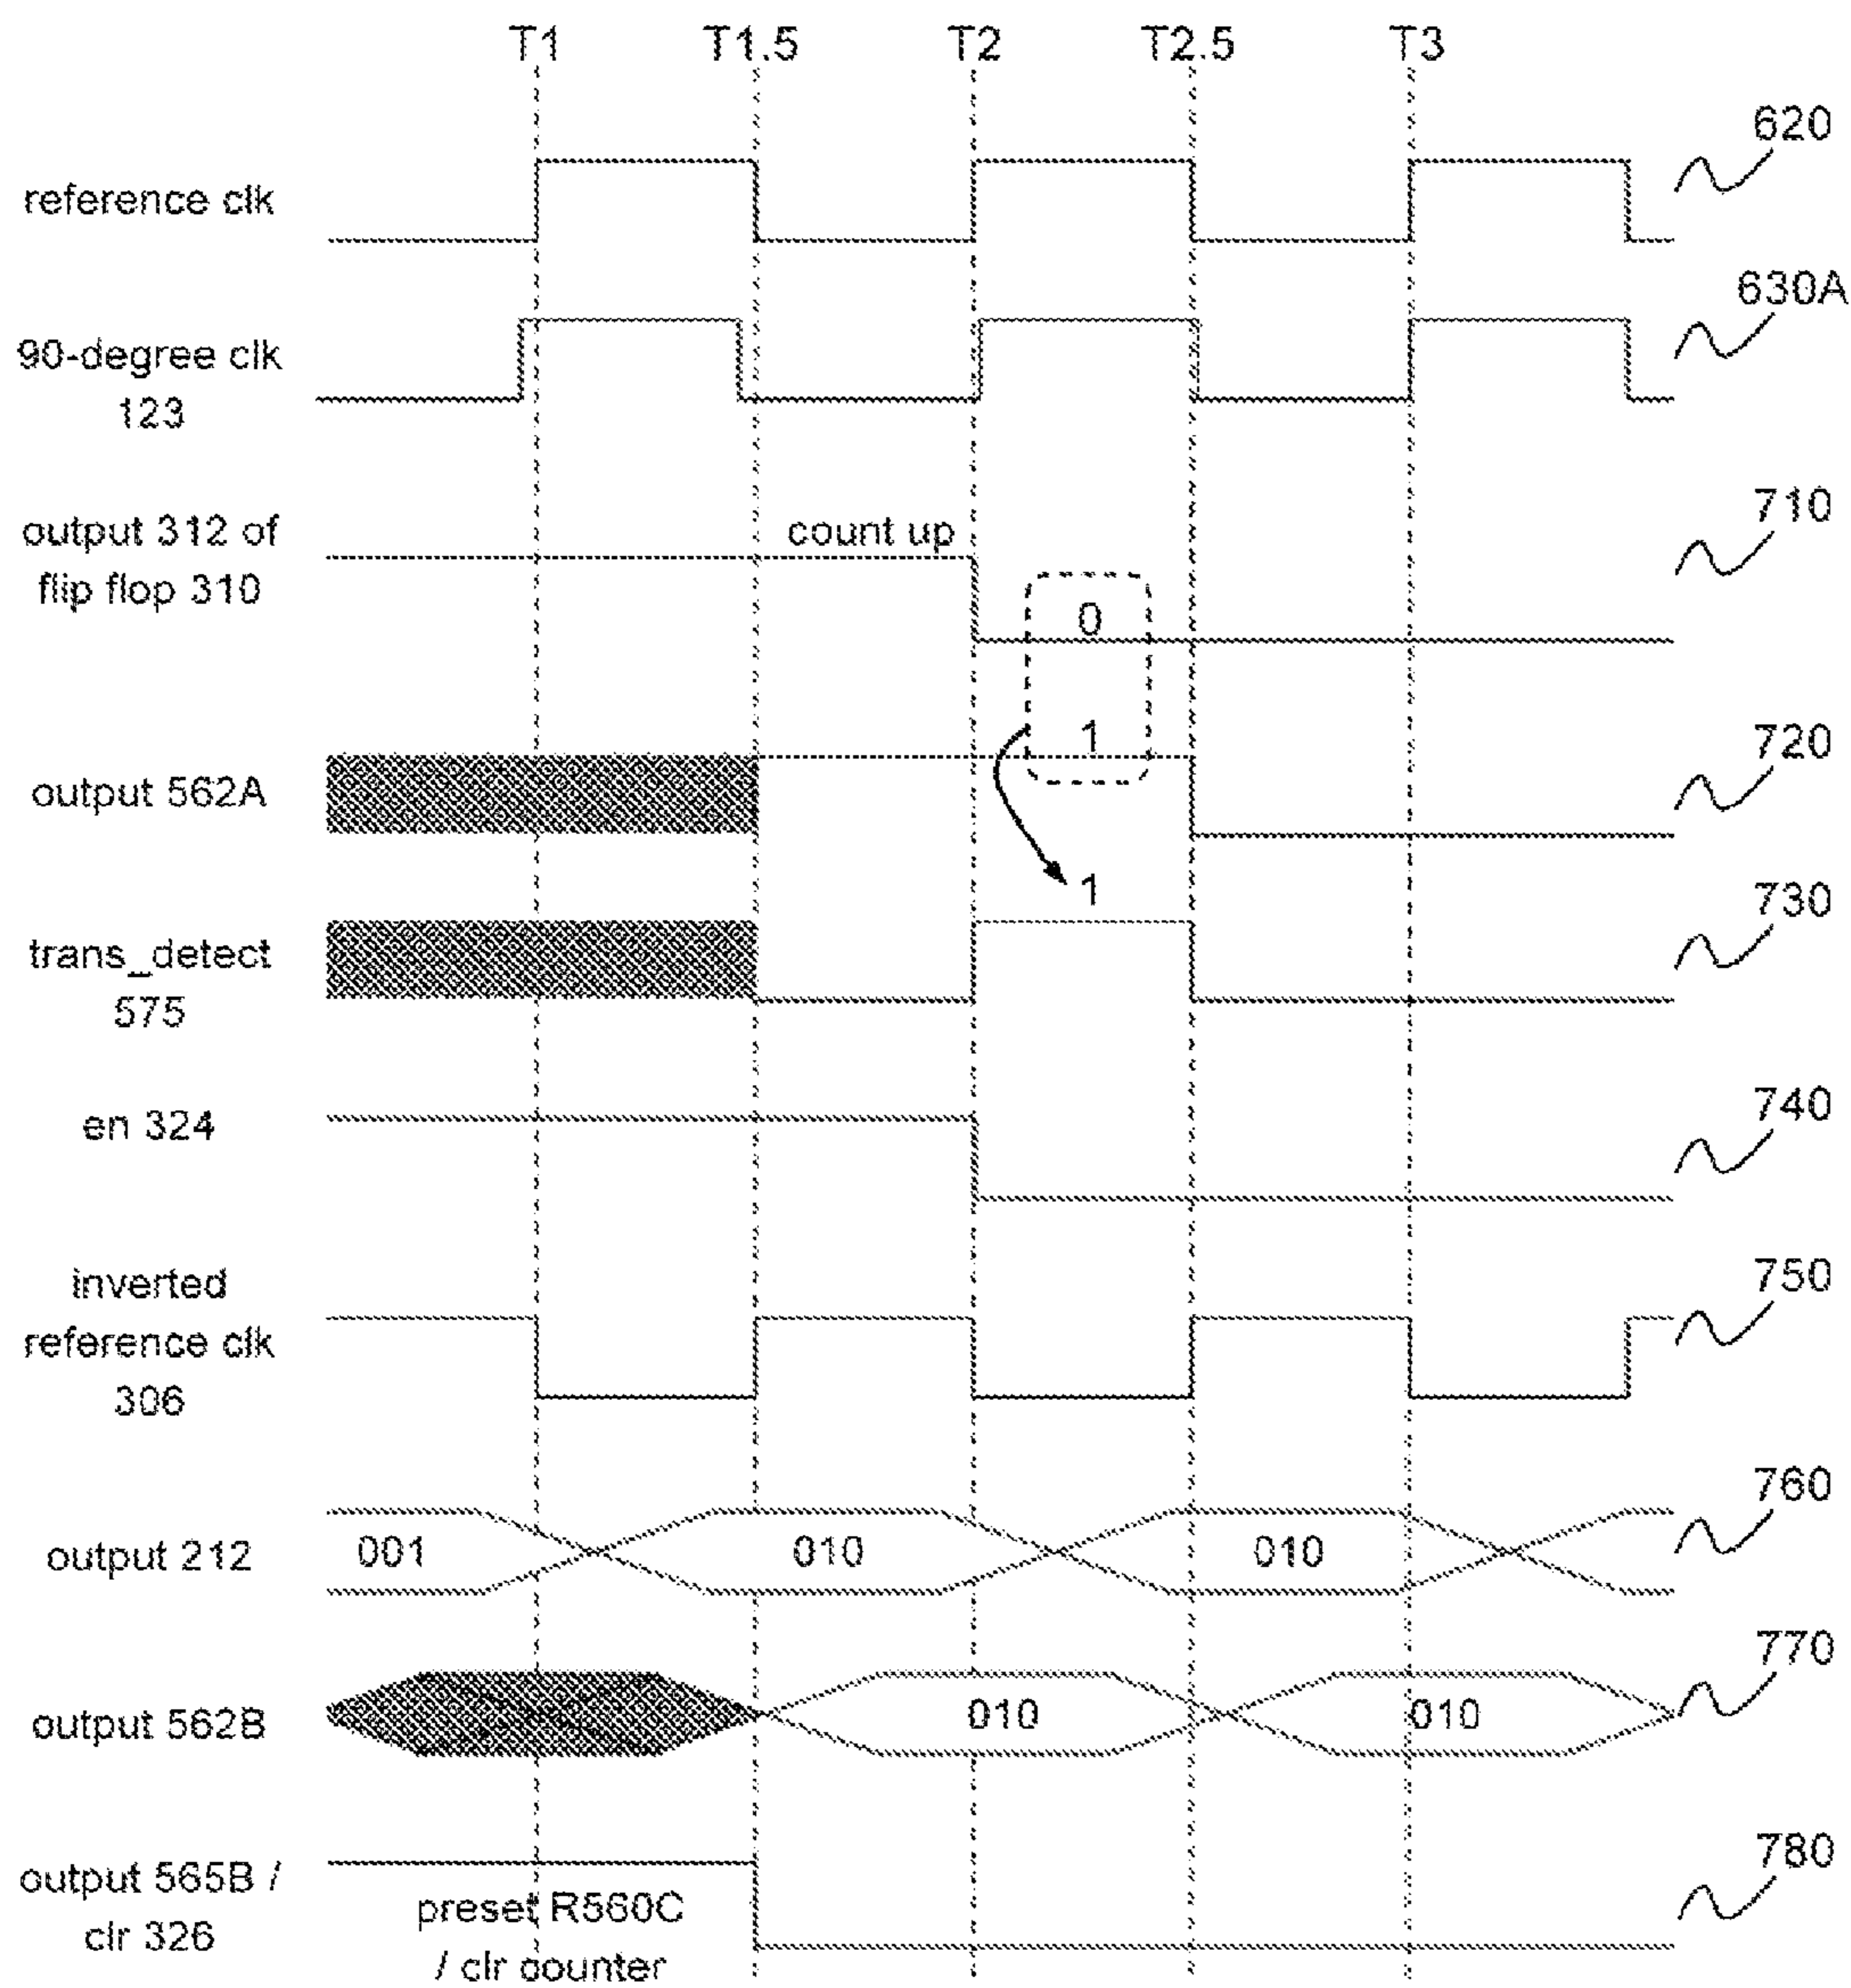 T1 T1.5 T2 T2.5 T3
620
reference clk
630A
90-degree clk
123
710
output 312 of
flip flop 310
count up
0
720
1
output 562A
730
1
trans_detect
575
740
en 324
750
inverted
reference clk
306
760
output 212
001 010 010
770
output 562B
010 010
780
output 565B /
clr 326
preset R560C
/ clr counter